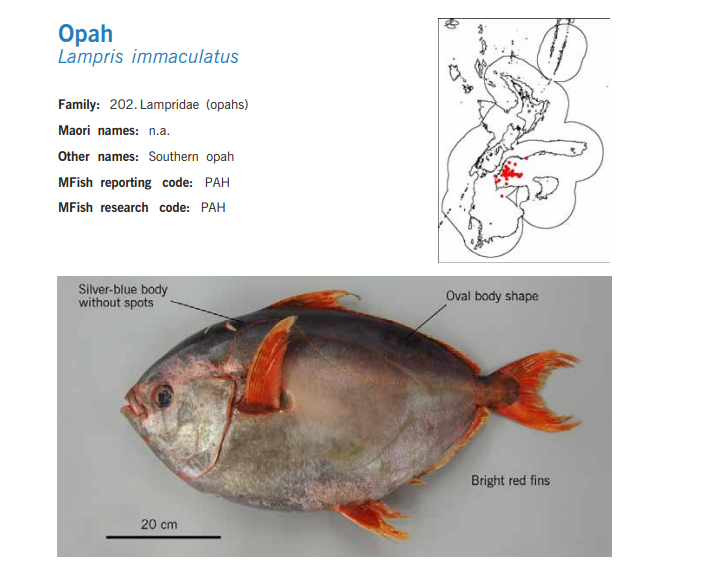 Opah
Lampris immaculatus
Family: 202. Lampridae (opahs)
Maori names: n.a.
Other names: Southern opah
MFish reporting code: PAH
MFish research code: PAH
Silver-blue body
without spots
Oval body shape
Bright red fins
20 cm